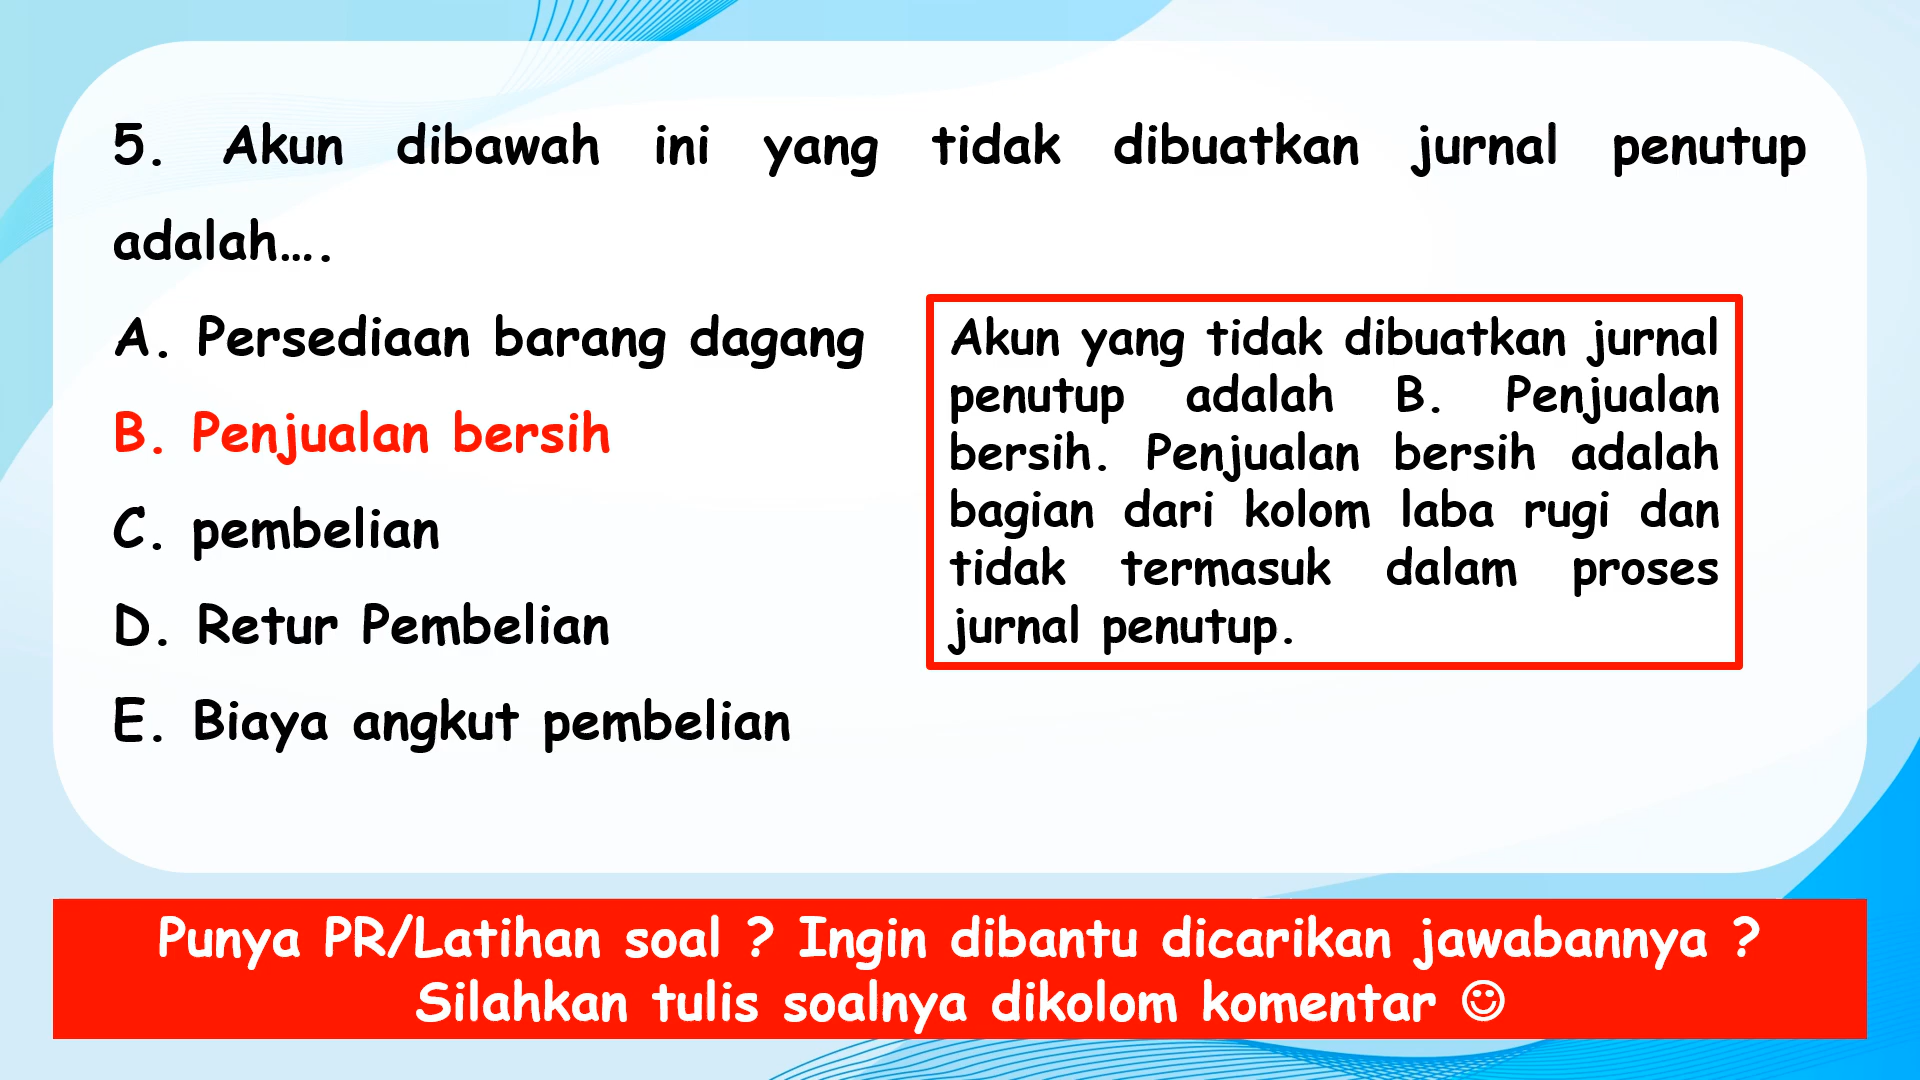 5. Akun dibawah ini yang tidak dibuatkan jurnal penutup
adalah….
A. Persediaan barang dagang
B. Penjualan bersih
C. pembelian
D. Retur Pembelian
E. Biaya angkut pembelian
Akun yang tidak dibuatkan jurnal
penutup adalah B. Penjualan
bersih. Penjualan bersih adalah
bagian dari kolom laba rugi dan
tidak termasuk dalam proses
jurnal penutup.
Punya PR/Latihan soal ? Ingin dibantu dicarikan jawabannya ?
Silahkan tulis soalnya dikolom komentar ☺